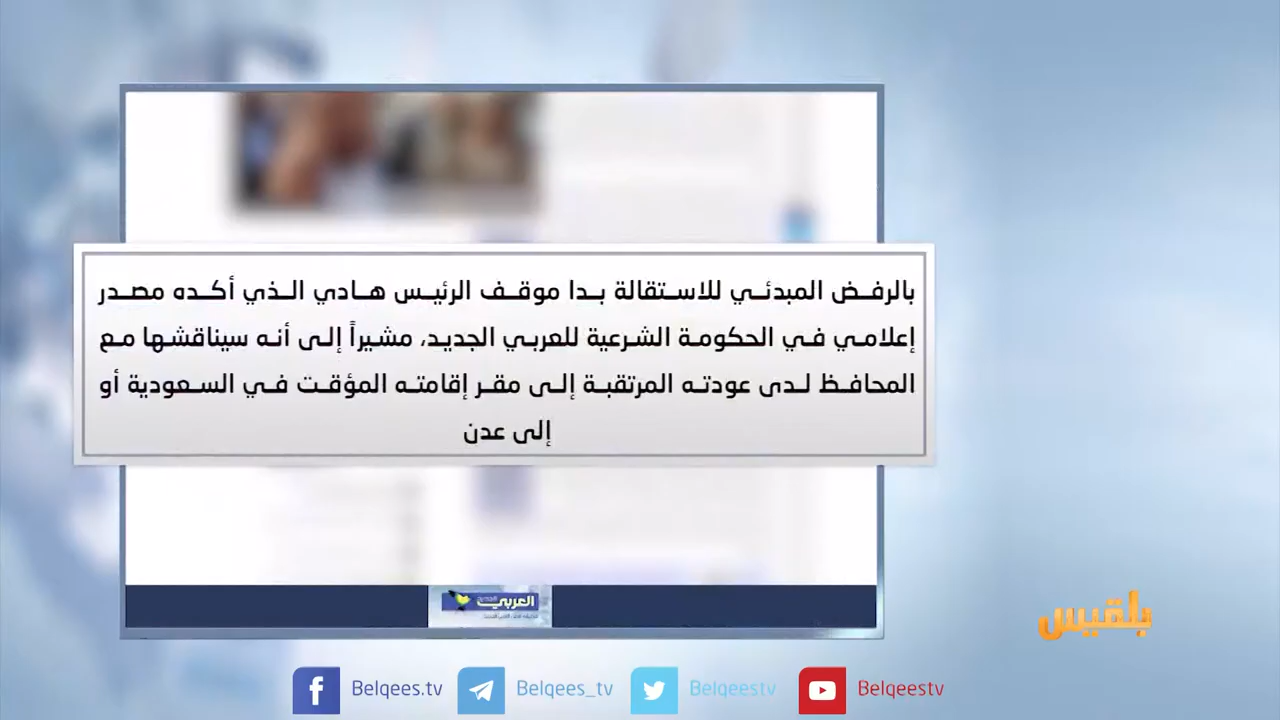 بالرفض المبدئي للاستقالة بدا موقف الرئيس هادي الذي أكده مصدر
إعلامي في الحكومة الشرعية للعربي الجديد، مشيراً إلى أنه سيناقشها مع
المحافظ لدى عودته المرتقبة إلى مقر إقامته المؤقت في السعودية أو
إلى عدن
العربي الجديد
بلقيس
Belqees.tv
Belqees_tv
Belqeestv
Belqeestv